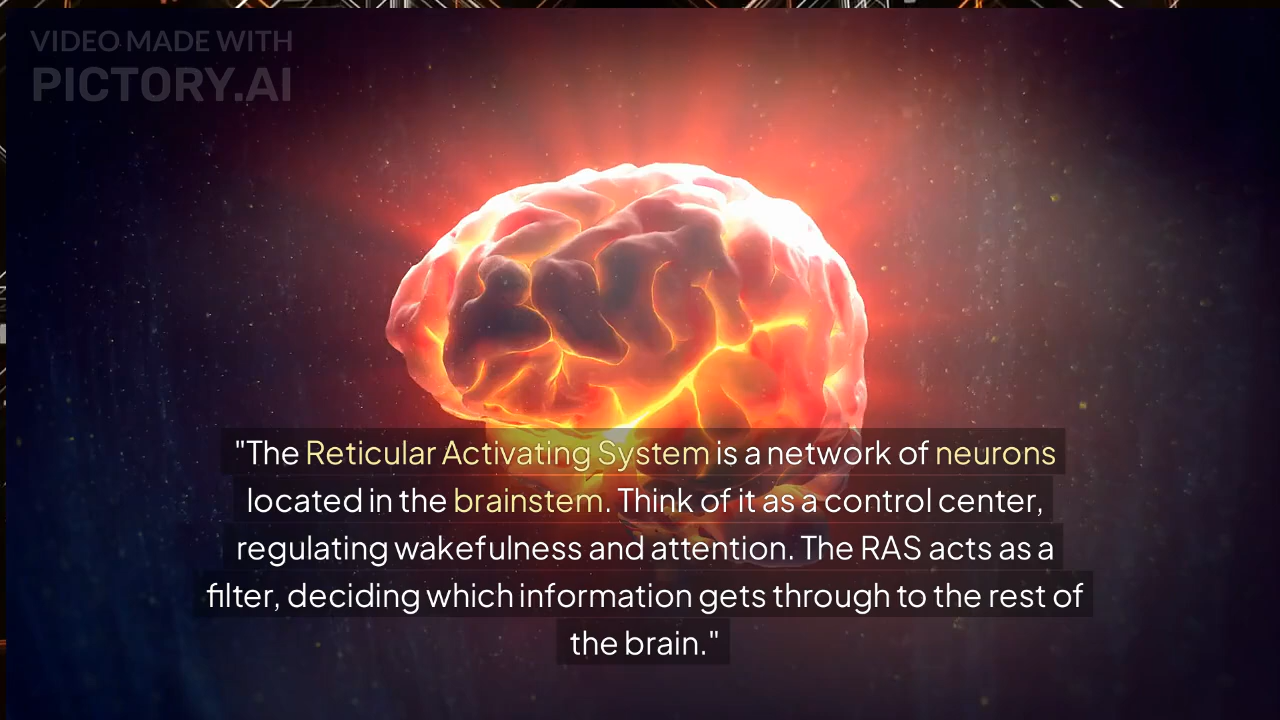 VIDEO MADE WITH
PICTORY.AI
"The Reticular Activating System is a network of neurons
located in the brainstem. Think of it as a control center,
regulating wakefulness and attention. The RAS acts as a
filter, deciding which information gets through to the rest of
the brain."